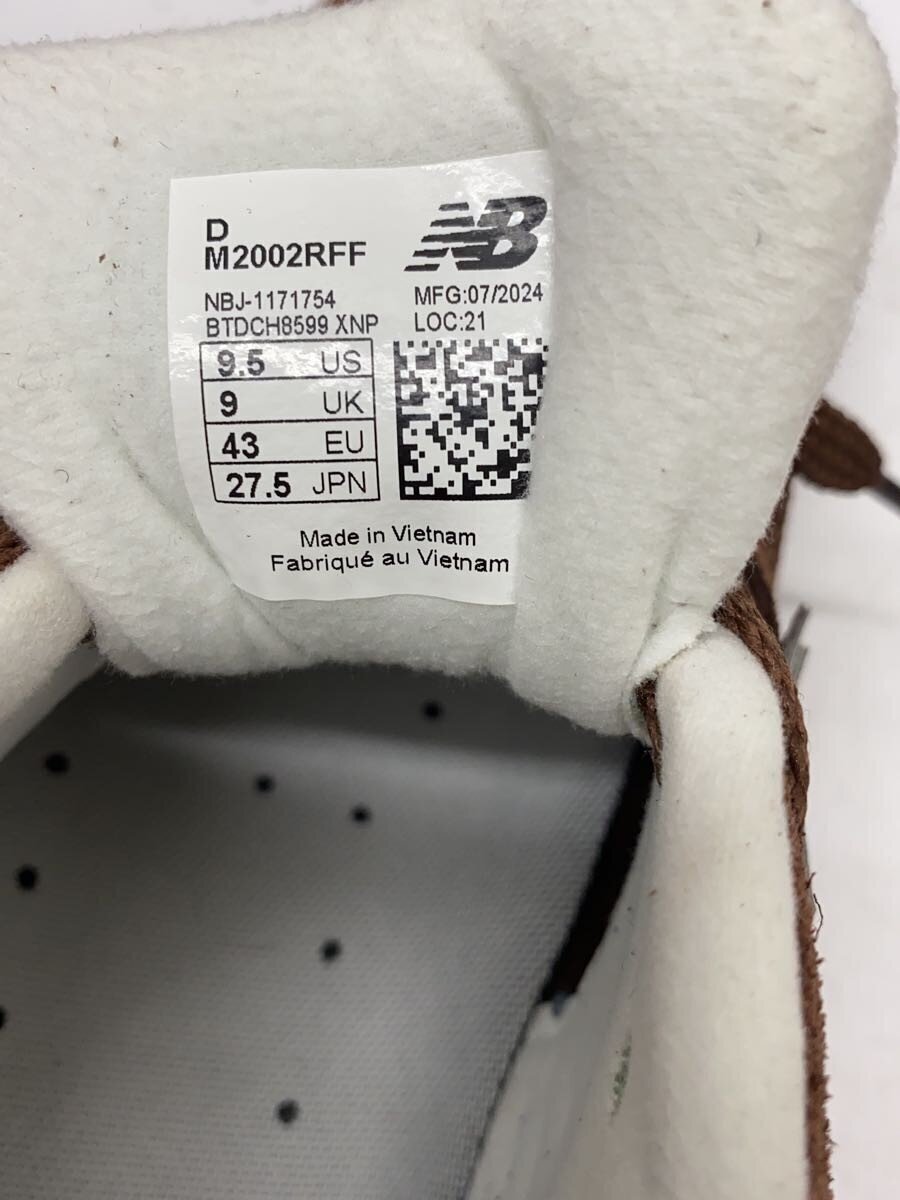 D
M2002RFF
NB
NBJ-1171754
BTDCH8599 XNP
MFG:07/2024
LOC:21
9.5 US
9 UK
43 EU
27.5 JPN
Made in Vietnam
Fabriqué au Vietnam